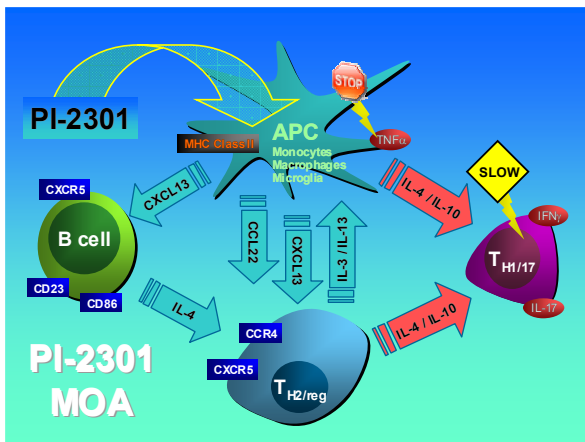 STOP
PI-2301
MHC Class II
APC
Monocytes
Macrophages
Microglia
TNFα
SLOW
CXCR5
CXCL13
IL-4 / IL-10
IFNγ
B cell
CCL22
CXCL13
IL-3 / IL-13
TH1/17
CD23
CD86
IL-4
IL-17
CCR4
IL-4 / IL-10
CXCR5
TH2/reg
PI-2301
MOA